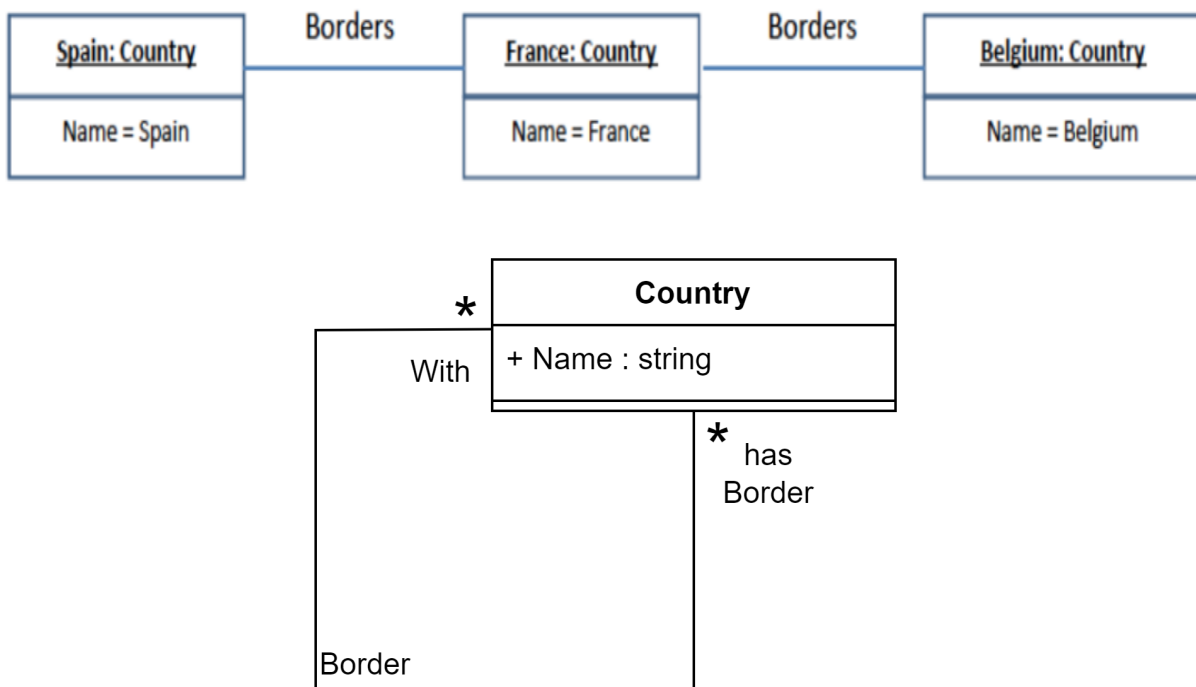 Borders
Borders
Spain: Country
France: Country
Belgium: Country
Name = Spain
Name = France
Name = Belgium
Country
*
With
+ Name : string
*
has
Border
Border